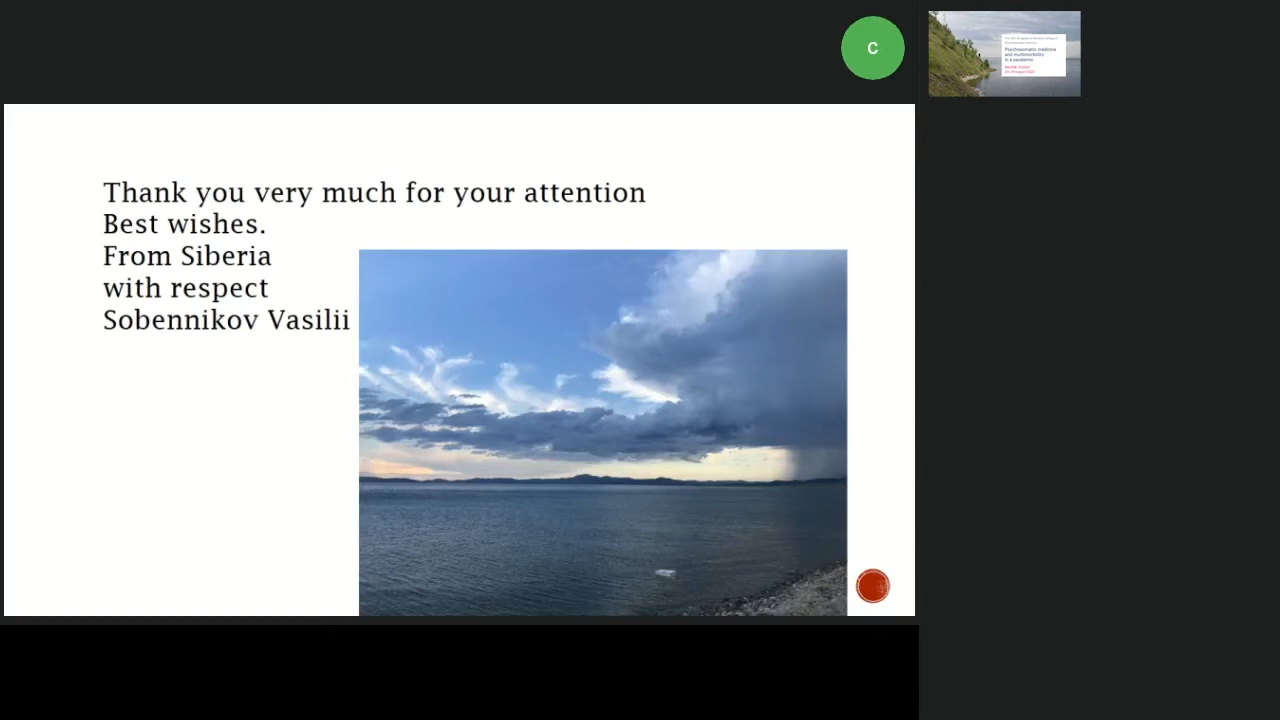 C
Psychosomatic medicine
and multimorbidity
in a pandemic
Thank you very much for your attention
Best wishes.
From Siberia
with respect
Sobennikov Vasilii